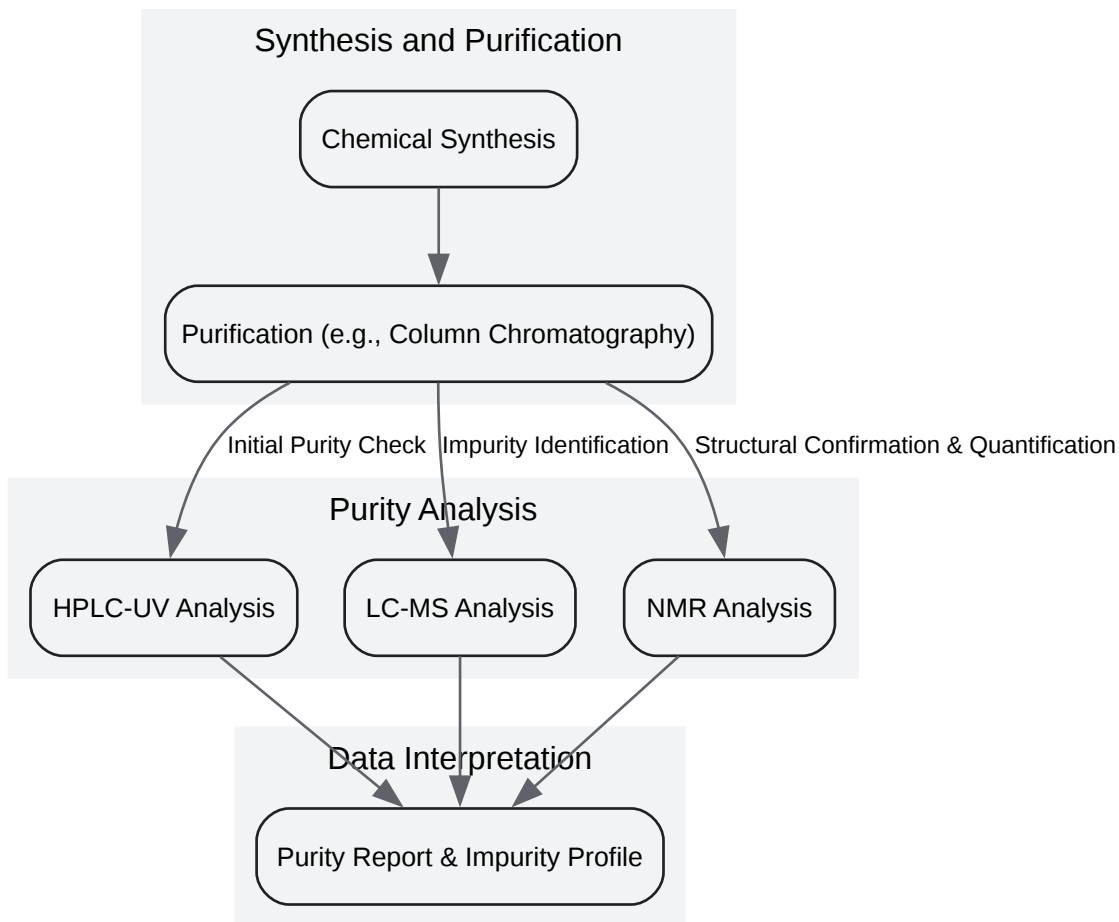 Synthesis and Purification
Chemical Synthesis
Purification (e.g., Column Chromatography)
Initial Purity Check
Impurity Identification
Structural Confirmation & Quantification
Purity Analysis
HPLC-UV Analysis
LC-MS Analysis
NMR Analysis
Data Interpretation
Purity Report & Impurity Profile